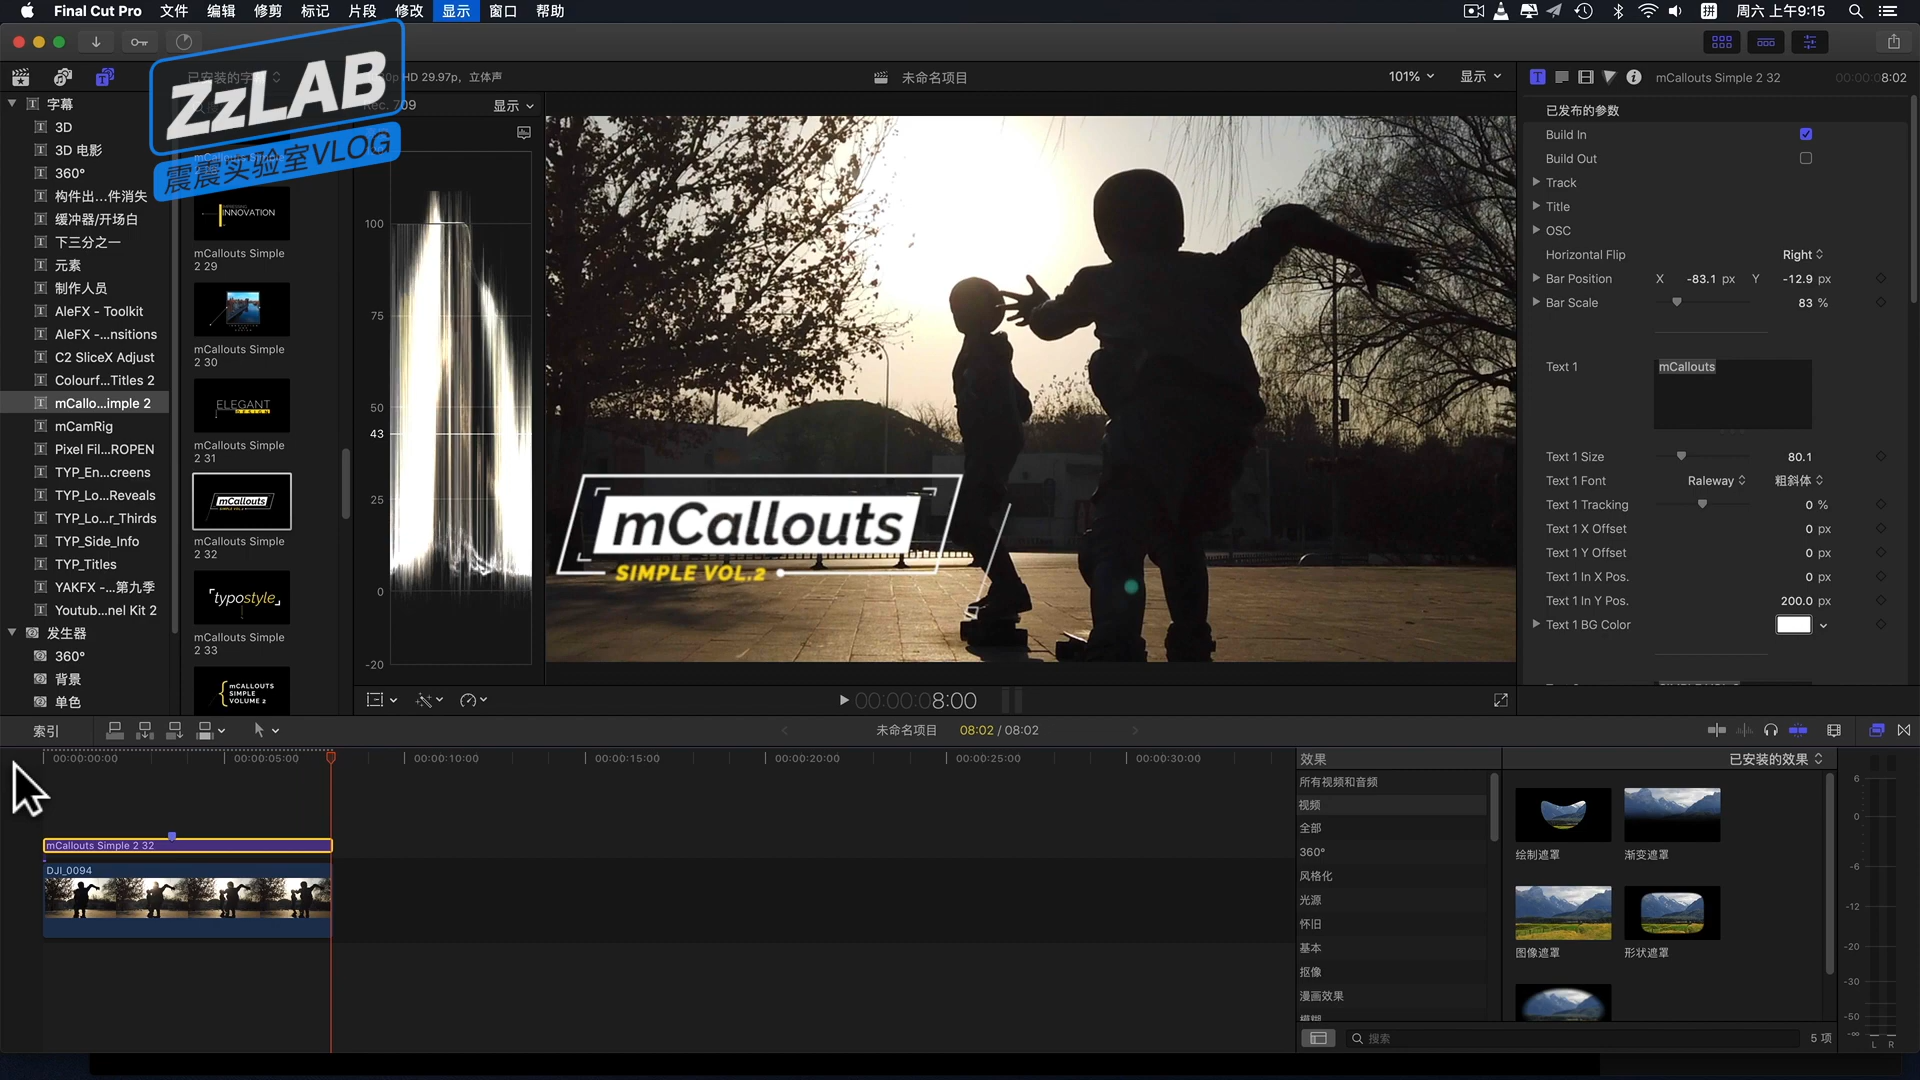 Final Cut Pro 文件 编辑 修剪 标记 片段 修改 显示 窗口 帮助
拼 周六 上午9:15
ZzLAB
震震实验室VLOG
HD 29.97p, 立体声
未命名项目
101% 显示
mCallouts Simple 2 32
8:02
709 显示
字幕
3D
3D 电影
360°
构件出…件消失
缓冲器/开场白
下三分之一
元素
制作人员
AleFX - Toolkit
AleFX -...nsitions
C2 SliceX Adjust
Colourf...Titles 2
mCallo...imple 2
mCamRig
Pixel Fil...ROPEN
TYP_En...creens
TYP_Lo...Reveals
TYP_Lo...r_Thirds
TYP_Side_Info
TYP_Titles
YAKFX -...第九季
Youtub...nel Kit 2
发生器
360°
背景
单色
INNOVATION
mCallouts Simple
2 29
mCallouts Simple
2 30
ELEGANT
DESIGN
mCallouts Simple
2 31
mCallouts
SIMPLE VOL.2
mCallouts Simple
2 32
typostyle
mCallouts Simple
2 33
mCALLOUTS
SIMPLE
VOLUME 2
100
75
50
43
25
0
-20
mCallouts
SIMPLE VOL.2
00:00:08:00
已发布的参数
Build In
Build Out
Track
Title
OSC
Horizontal Flip Right
Bar Position X -83.1 px Y -12.9 px
Bar Scale 83 %
Text 1 mCallouts
Text 1 Size 80.1
Text 1 Font Raleway 粗斜体
Text 1 Tracking 0 %
Text 1 X Offset 0 px
Text 1 Y Offset 0 px
Text 1 In X Pos. 0 px
Text 1 In Y Pos. 200.0 px
Text 1 BG Color
索引
未命名项目 08:02 / 08:02
00:00:00:00 00:00:05:00 00:00:10:00 00:00:15:00 00:00:20:00 00:00:25:00 00:00:30:00
mCallouts Simple 2 32
DJI_0094
效果
已安装的效果
所有视频和音频
视频
全部
360°
风格化
光源
怀旧
基本
抠像
漫画效果
绘制遮罩
渐变遮罩
图像遮罩
形状遮罩
搜索
5 项
6
0
-6
-12
-20
-30
-50
-∞
L R